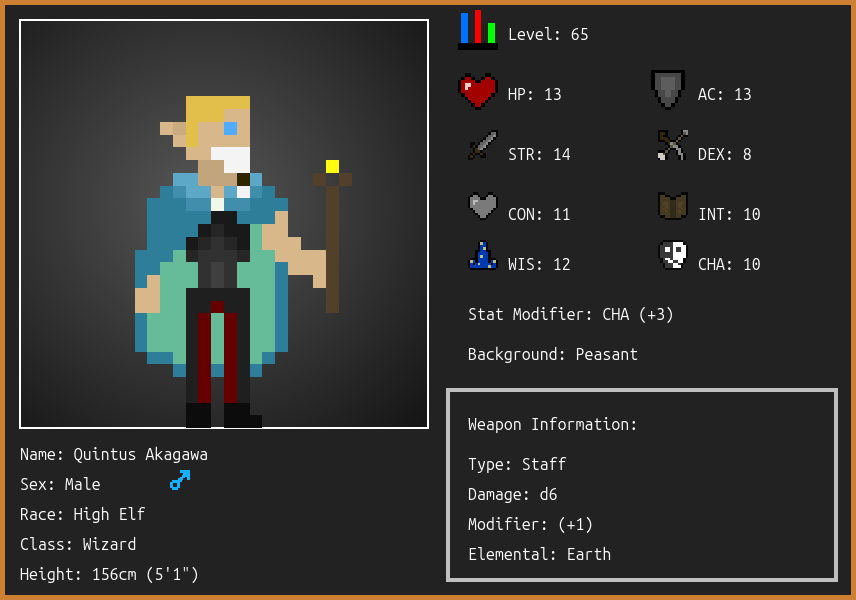 Level: 65
HP: 13
AC: 13
STR: 14
DEX: 8
CON: 11
INT: 10
WIS: 12
CHA: 10
Stat Modifier: CHA (+3)
Background: Peasant
Weapon Information:
Type: Staff
Damage: d6
Modifier: (+1)
Elemental: Earth
Name: Quintus Akagawa
Sex: Male
Race: High Elf
Class: Wizard
Height: 156cm (5'1")